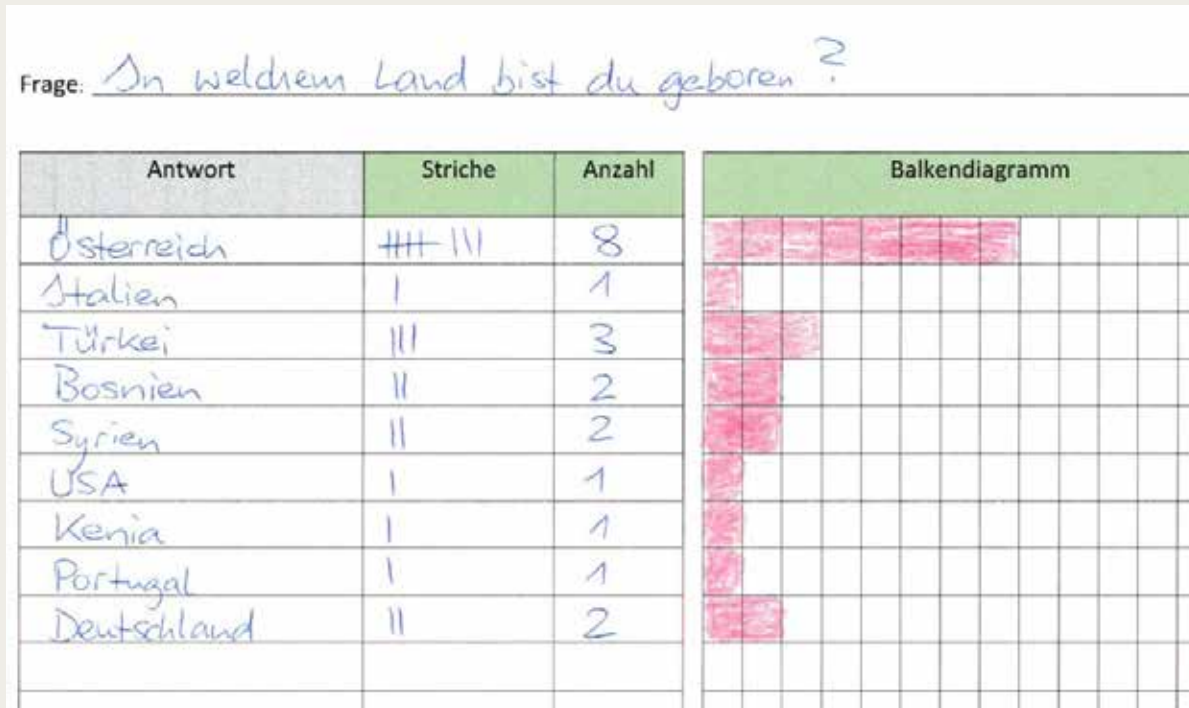 Frage: In welchem Land bist du geboren?
Antwort Striche Anzahl Balkendiagramm
Österreich |||| ||| 8
Italien | 1
Türkei ||| 3
Bosnien || 2
Syrien || 2
USA | 1
Kenia | 1
Portugal | 1
Deutschland || 2